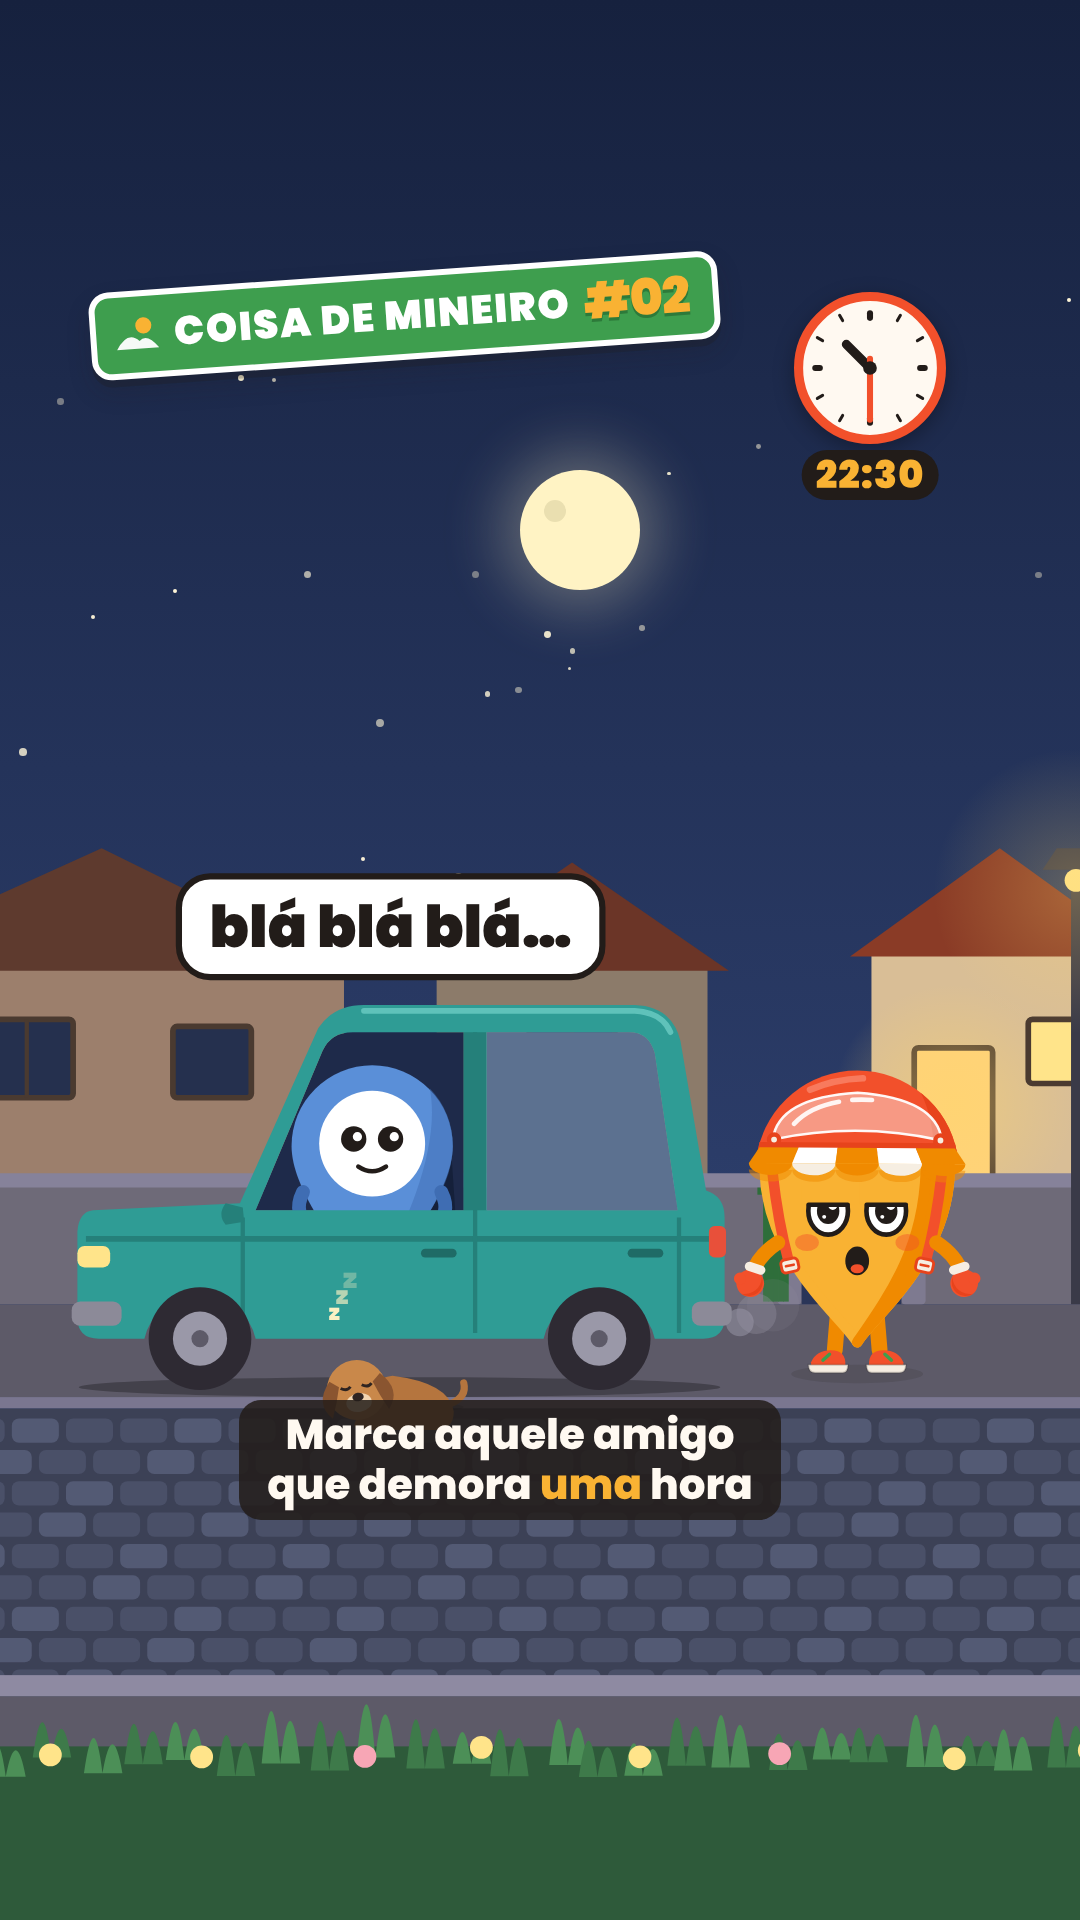 COISA DE MINEIRO #02
22:30
blá blá blá...
z
z
z
Marca aquele amigo
que demora uma hora